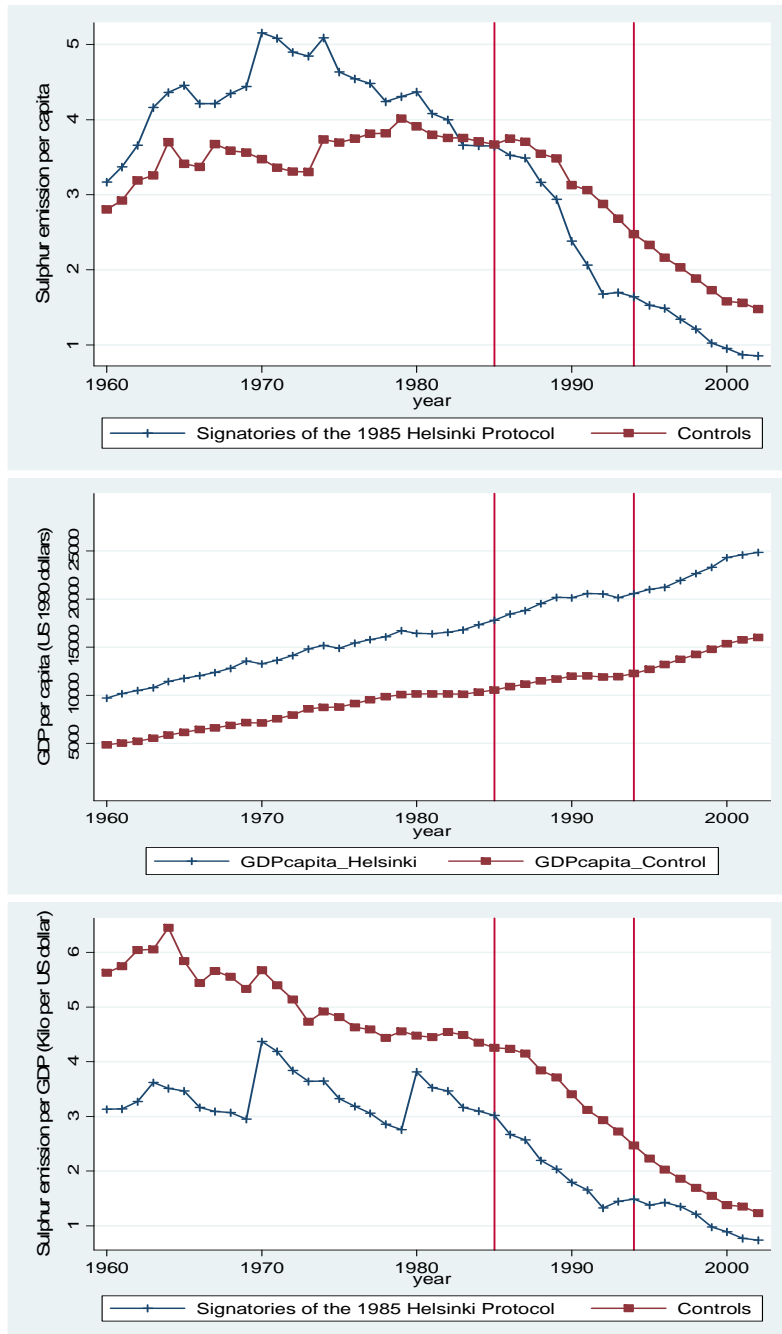 Sulphur emission per capita
5
4
3
2
1
1960 1970 1980 1990 2000
year
Signatories of the 1985 Helsinki Protocol Controls
GDP per capita (US 1990 dollars)
25000
20000
15000
10000
5000
1960 1970 1980 1990 2000
year
GDPcapita_Helsinki GDPcapita_Control
Sulphur emission per GDP (Kilo per US dollar)
6
5
4
3
2
1
1960 1970 1980 1990 2000
year
Signatories of the 1985 Helsinki Protocol Controls